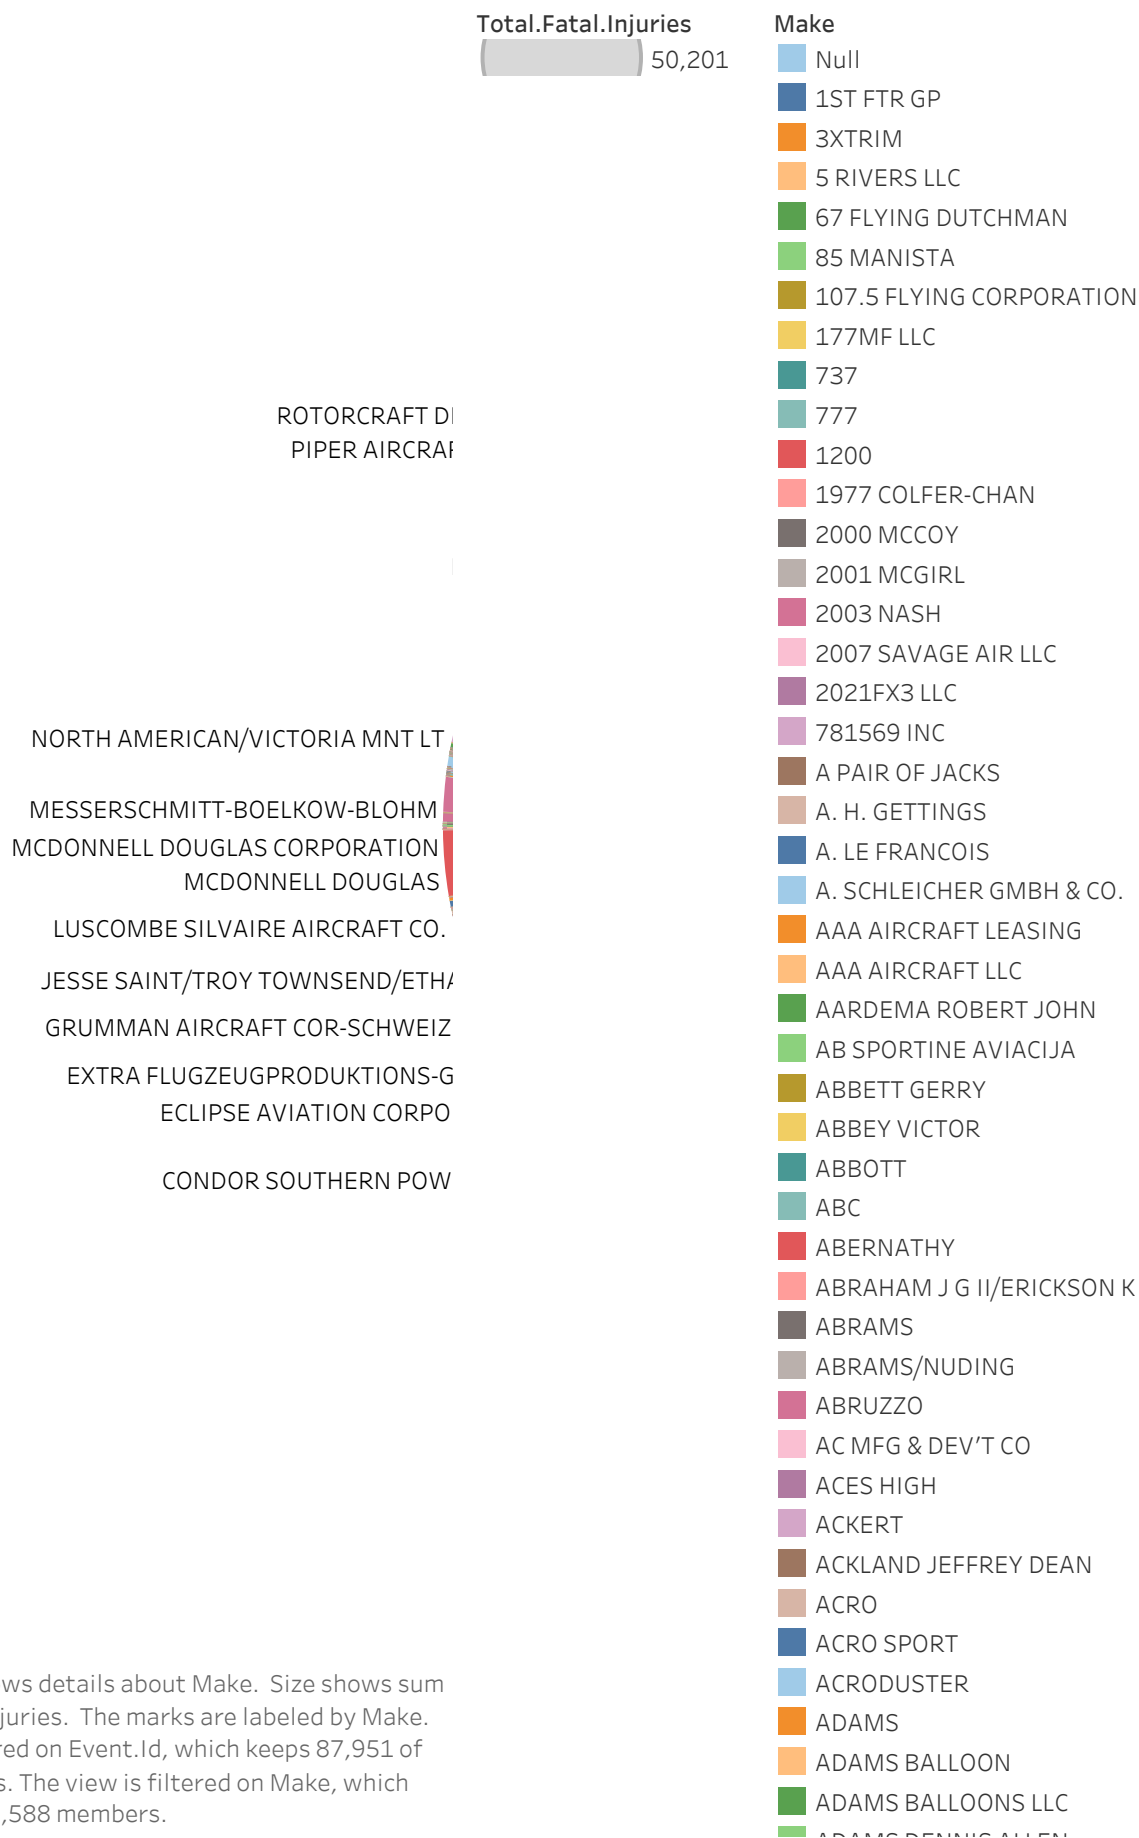 Total.Fatal.Injuries
50,201
Make
Null
1ST FTR GP
3XTRIM
5 RIVERS LLC
67 FLYING DUTCHMAN
85 MANISTA
107.5 FLYING CORPORATION
177MF LLC
737
777
1200
1977 COLFER-CHAN
2000 MCCOY
2001 MCGIRL
2003 NASH
2007 SAVAGE AIR LLC
2021FX3 LLC
781569 INC
A PAIR OF JACKS
A. H. GETTINGS
A. LE FRANCOIS
A. SCHLEICHER GMBH & CO.
AAA AIRCRAFT LEASING
AAA AIRCRAFT LLC
AARDEMA ROBERT JOHN
AB SPORTINE AVIACIJA
ABBETT GERRY
ABBEY VICTOR
ABBOTT
ABC
ABERNATHY
ABRAHAM J G II/ERICKSON K
ABRAMS
ABRAMS/NUDING
ABRUZZO
AC MFG & DEV'T CO
ACES HIGH
ACKERT
ACKLAND JEFFREY DEAN
ACRO
ACRO SPORT
ACRODUSTER
ADAMS
ADAMS BALLOON
ADAMS BALLOONS LLC
ADAMS DENNIS ALLEN
ROTORCRAFT D
PIPER AIRCRAF
NORTH AMERICAN/VICTORIA MNT LT
MESSERSCHMITT-BOELKOW-BLOHM
MCDONNELL DOUGLAS CORPORATION
MCDONNELL DOUGLAS
LUSCOMBE SILVAIRE AIRCRAFT CO.
JESSE SAINT/TROY TOWNSEND/ETHA
GRUMMAN AIRCRAFT COR-SCHWEIZ
EXTRA FLUGZEUGPRODUKTIONS-G
ECLIPSE AVIATION CORPO
CONDOR SOUTHERN POW
ws details about Make. Size shows sum
juries. The marks are labeled by Make.
red on Event.Id, which keeps 87,951 of
s. The view is filtered on Make, which
,588 members.